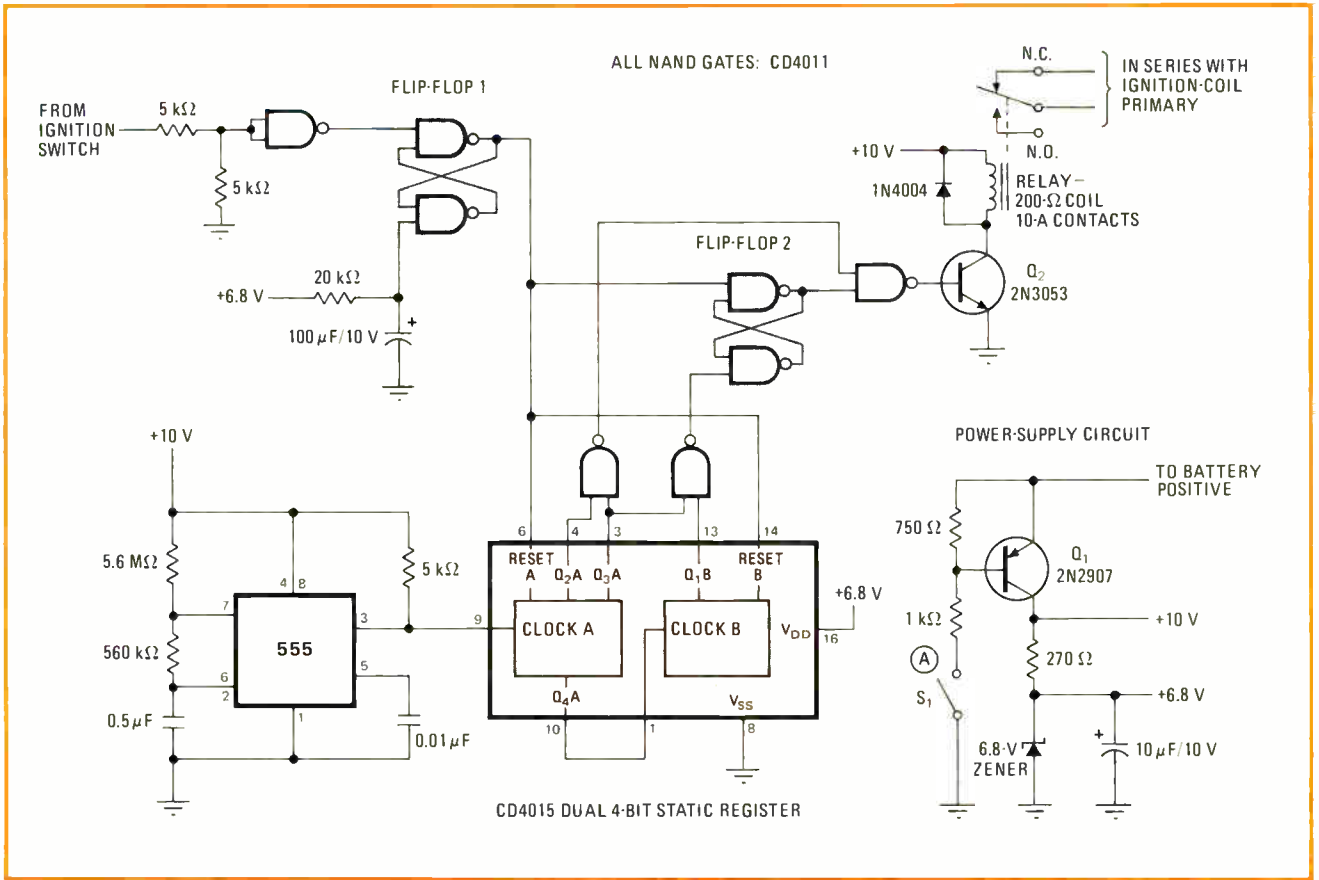 ALL NAND GATES: CD4011
N.C.
IN SERIES WITH
IGNITION-COIL
PRIMARY
N.O.
FLIP-FLOP 1
FROM
IGNITION
SWITCH
5 kΩ
5 kΩ
+10 V
1N4004
RELAY–
200-Ω COIL
10-A CONTACTS
FLIP-FLOP 2
20 kΩ
+6.8 V
100 µF/10 V
+
Q2
2N3053
+10 V
POWER-SUPPLY CIRCUIT
TO BATTERY
POSITIVE
5.6 MΩ
4 8
5 kΩ
7
3
555
560 kΩ
6
2
5
1
0.5 µF
0.01 µF
6 4 3 13 14
RESET
A
Q2A Q3A
Q1B
RESET
B
9
CLOCK A
CLOCK B
VDD
16
+6.8 V
Q4A
VSS
10
1
8
750 Ω
Q1
2N2907
1 kΩ
+10 V
A
S1
270 Ω
+6.8 V
6.8-V
ZENER
+
10 µF/10 V
CD4015 DUAL 4-BIT STATIC REGISTER